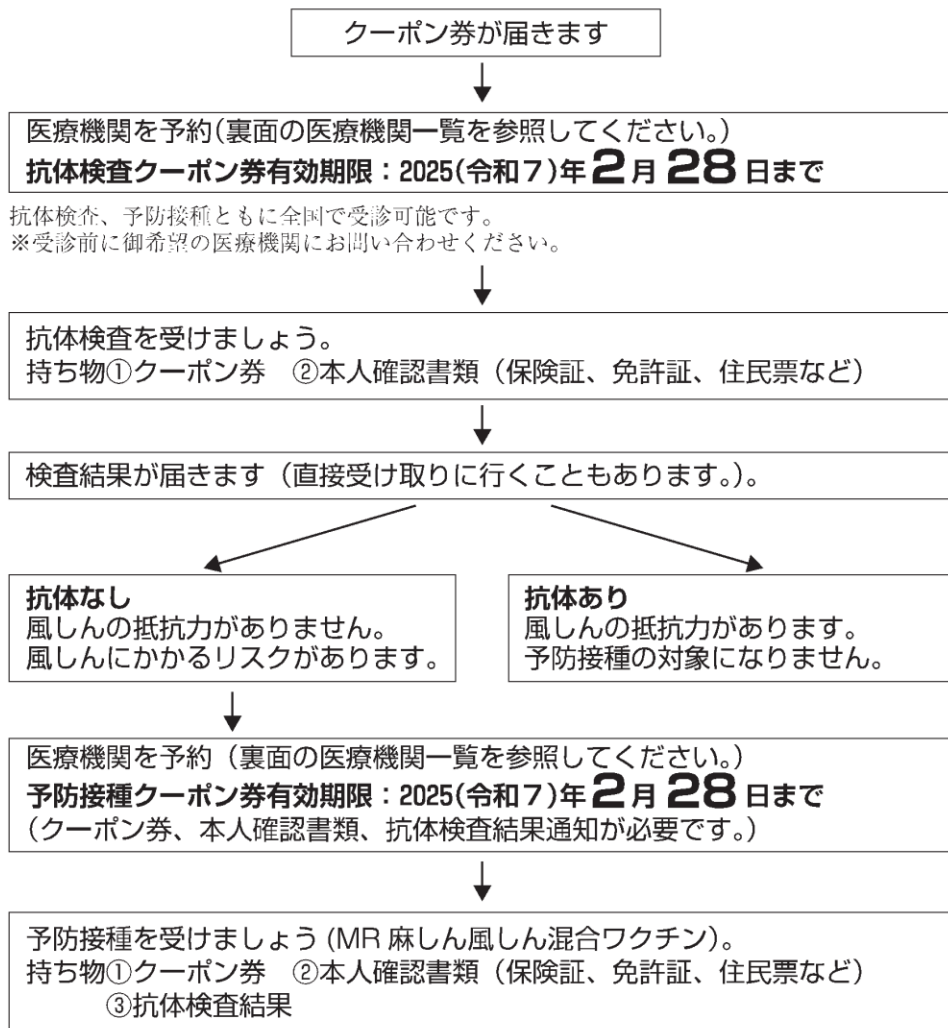 クーポン券が届きます
医療機関を予約(裏面の医療機関一覧を参照してください。)
抗体検査クーポン券有効期限：2025(令和7)年2月28日まで
抗体検査、予防接種ともに全国で受診可能です。
※受診前に御希望の医療機関にお問い合わせください。
抗体検査を受けましょう。
持ち物①クーポン券　②本人確認書類（保険証、免許証、住民票など）
検査結果が届きます（直接受け取りに行くこともあります。）。
抗体なし
風しんの抵抗力がありません。
風しんにかかるリスクがあります。
抗体あり
風しんの抵抗力があります。
予防接種の対象になりません。
医療機関を予約（裏面の医療機関一覧を参照してください。）
予防接種クーポン券有効期限：2025(令和7)年2月28日まで
（クーポン券、本人確認書類、抗体検査結果通知が必要です。）
予防接種を受けましょう(MR 麻しん風しん混合ワクチン)。
持ち物①クーポン券　②本人確認書類（保険証、免許証、住民票など）
③抗体検査結果